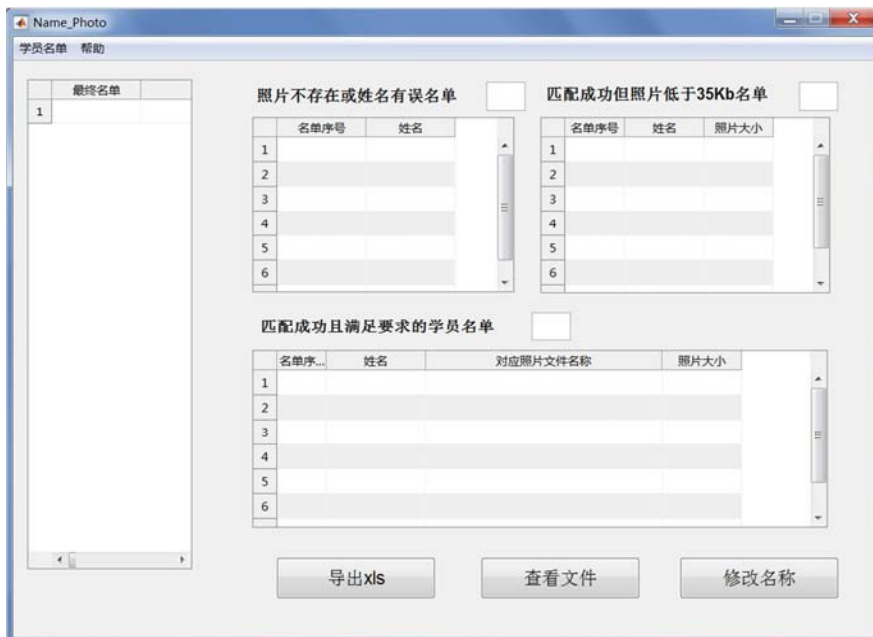 Name_Photo
学员名单 帮助
最终名单
1
照片不存在或姓名有误名单
名单序号 姓名
1
2
3
4
5
6
匹配成功但照片低于35Kb名单
名单序号 姓名 照片大小
1
2
3
4
5
6
匹配成功且满足要求的学员名单
名单序... 姓名 对应照片文件名称 照片大小
1
2
3
4
5
6
导出xls 查看文件 修改名称